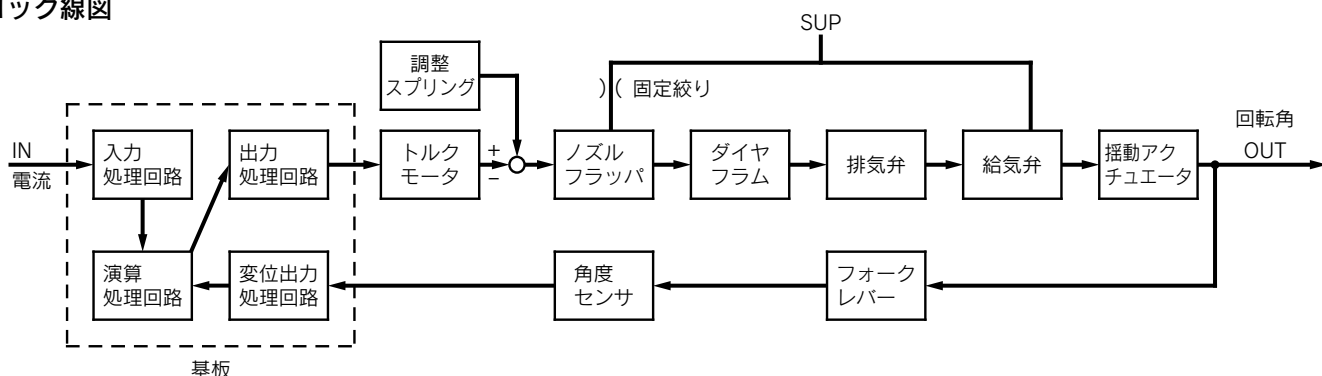 ロック線図
SUP
調整
スプリング
)( 固定絞り
回転角
OUT
IN
電流
入力
処理回路
出力
処理回路
トルク
モータ
+
−
ノズル
フラッパ
ダイヤ
フラム
排気弁
給気弁
揺動アク
チュエータ
演算
処理回路
変位出力
処理回路
角度
センサ
フォーク
レバー
基板